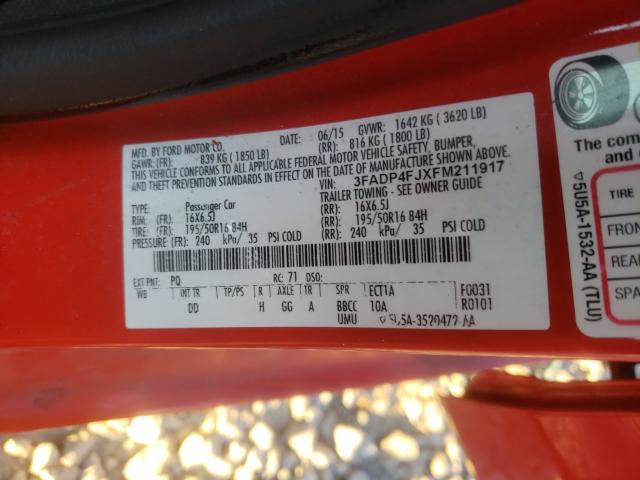 MFD. BY FORD MOTOR CO. DATE: 06/15 GVWR: 1642 KG ( 3620 LB)
GAWR: (FR): 839 KG ( 1850 LB) (RR): 816 KG ( 1800 LB)
THIS VEHICLE CONFORMS TO ALL APPLICABLE FEDERAL MOTOR VEHICLE SAFETY, BUMPER,
AND THEFT PREVENTION STANDARDS IN EFFECT ON THE
DATE OF MANUFACTURE SHOWN ABOVE.
VIN: 3FADP4FJXFM211917
TYPE: Passenger Car TRAILER TOWING - SEE OWNER GUIDE
RIM: (FR): 16X6.5J (RR): 16X6.5J
TIRE: (FR): 195/50R16 84H (RR): 195/50R16 84H
PRESSURE: (FR): 240 kPa/ 35 PSI COLD (RR): 240 kPa/ 35 PSI COLD
EXT PNT: PQ RC: 71 DSO:
WB INT TR TP/PS R AXLE TR SPR ECT1A F0031
DD H GG A BBCC 10A R0101
UMU
The com
and c
5U5A-1532-AA (TLU)
TIRE
FRON
REAR
SPAR